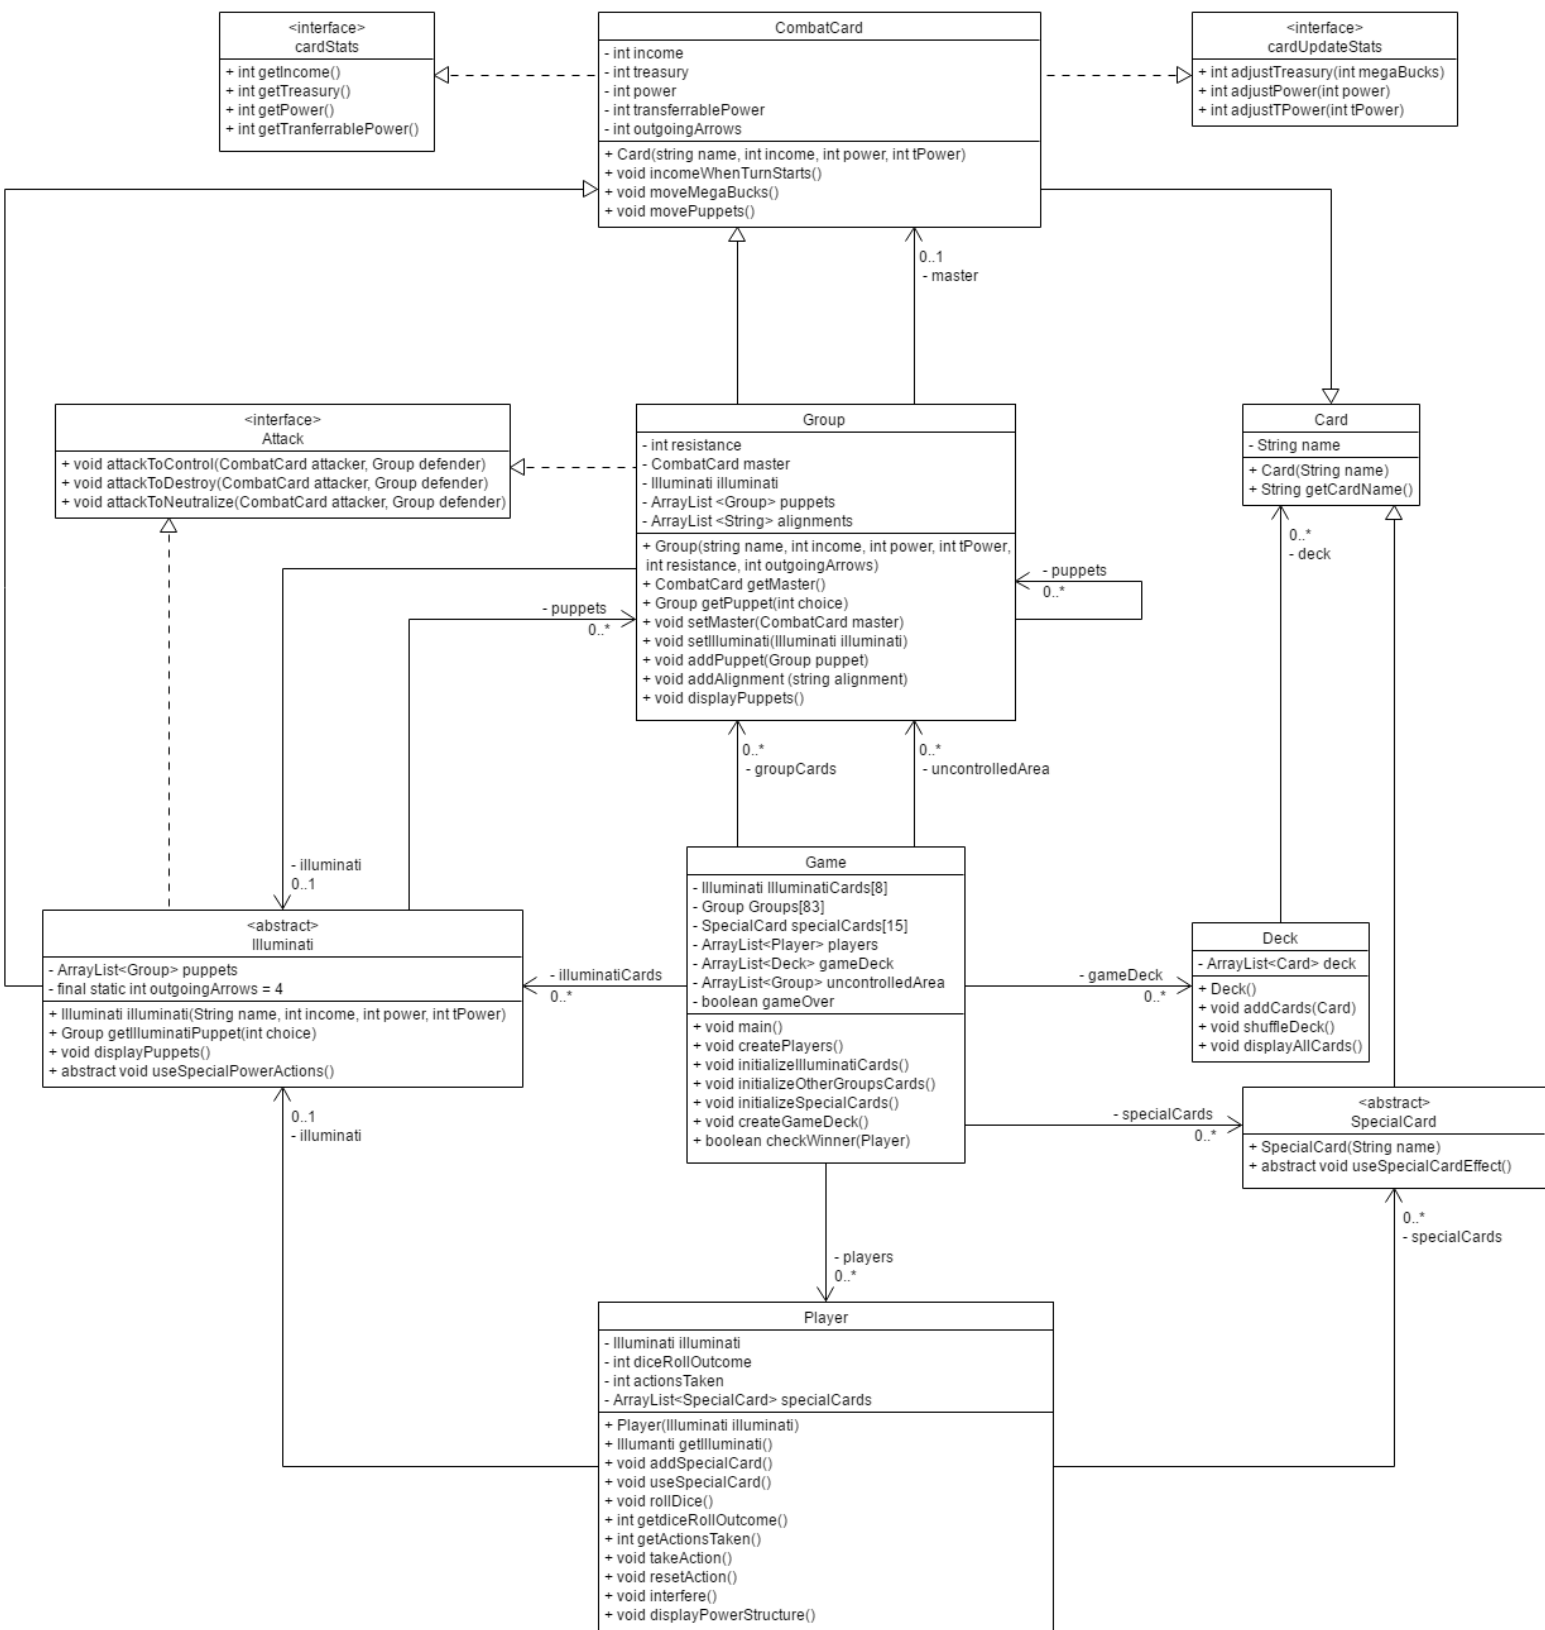 <interface>
cardStats
+ int getIncome()
+ int getTreasury()
+ int getPower()
+ int getTranferrablePower()
CombatCard
- int income
- int treasury
- int power
- int transferrablePower
- int outgoingArrows
+ Card(string name, int income, int power, int tPower)
+ void incomeWhenTurnStarts()
+ void moveMegaBucks()
+ void movePuppets()
<interface>
cardUpdateStats
+ int adjustTreasury(int megaBucks)
+ int adjustPower(int power)
+ int adjustTPower(int tPower)
0..1
- master
<interface>
Attack
+ void attackToControl(CombatCard attacker, Group defender)
+ void attackToDestroy(CombatCard attacker, Group defender)
+ void attackToNeutralize(CombatCard attacker, Group defender)
Group
- int resistance
- CombatCard master
- Illuminati illuminati
- ArrayList <Group> puppets
- ArrayList <String> alignments
+ Group(string name, int income, int power, int tPower,
int resistance, int outgoingArrows)
+ CombatCard getMaster()
+ Group getPuppet(int choice)
+ void setMaster(CombatCard master)
+ void setIlluminati(Illuminati illuminati)
+ void addPuppet(Group puppet)
+ void addAlignment (string alignment)
+ void displayPuppets()
Card
- String name
+ Card(String name)
+ String getCardName()
0..*
- deck
- puppets
0..*
- puppets
0..*
0..*
- groupCards
0..*
- uncontrolledArea
- illuminati
0..1
<abstract>
Illuminati
- ArrayList<Group> puppets
- final static int outgoingArrows = 4
+ Illuminati illuminati(String name, int income, int power, int tPower)
+ Group getIlluminatiPuppet(int choice)
+ void displayPuppets()
+ abstract void useSpecialPowerActions()
- illuminatiCards
0..*
Game
- Illuminati IlluminatiCards[8]
- Group Groups[83]
- SpecialCard specialCards[15]
- ArrayList<Player> players
- ArrayList<Deck> gameDeck
- ArrayList<Group> uncontrolledArea
- boolean gameOver
+ void main()
+ void createPlayers()
+ void initializeIlluminatiCards()
+ void initializeOtherGroupsCards()
+ void initializeSpecialCards()
+ void createGameDeck()
+ boolean checkWinner(Player)
- gameDeck
0..*
Deck
- ArrayList<Card> deck
+ Deck()
+ void addCards(Card)
+ void shuffleDeck()
+ void displayAllCards()
- specialCards
0..*
<abstract>
SpecialCard
+ SpecialCard(String name)
+ abstract void useSpecialCardEffect()
0..1
- illuminati
0..*
- specialCards
- players
0..*
Player
- Illuminati illuminati
- int diceRollOutcome
- int actionsTaken
- ArrayList<SpecialCard> specialCards
+ Player(Illuminati illuminati)
+ Illumanti getIlluminati()
+ void addSpecialCard()
+ void useSpecialCard()
+ void rollDice()
+ int getdiceRollOutcome()
+ int getActionsTaken()
+ void takeAction()
+ void resetAction()
+ void interfere()
+ void displayPowerStructure()